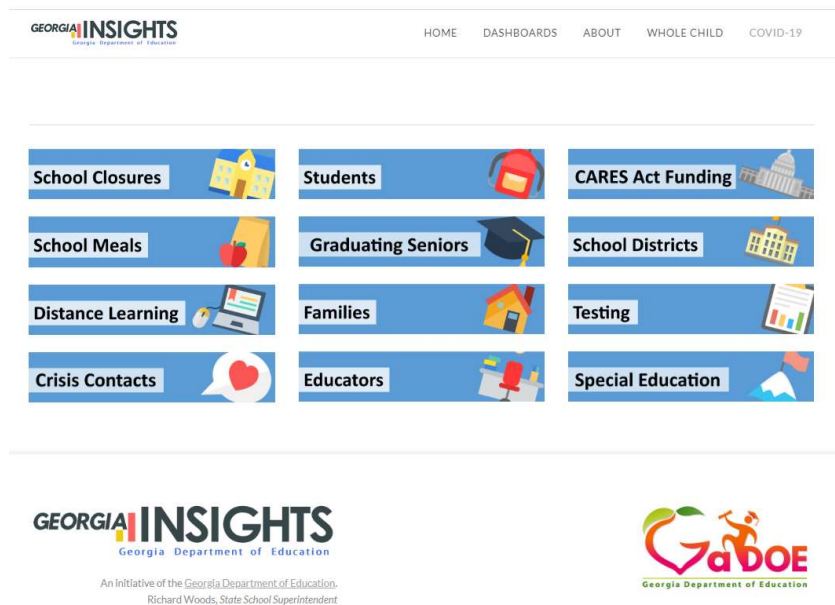 GEORGIA INSIGHTS
Georgia Department of Education
HOME DASHBOARDS ABOUT WHOLE CHILD COVID-19
School Closures
Students
CARES Act Funding
School Meals
Graduating Seniors
School Districts
Distance Learning
Families
Testing
Crisis Contacts
Educators
Special Education
GEORGIA INSIGHTS
Georgia Department of Education
An initiative of the Georgia Department of Education.
Richard Woods, State School Superintendent
GaDOE
Georgia Department of Education